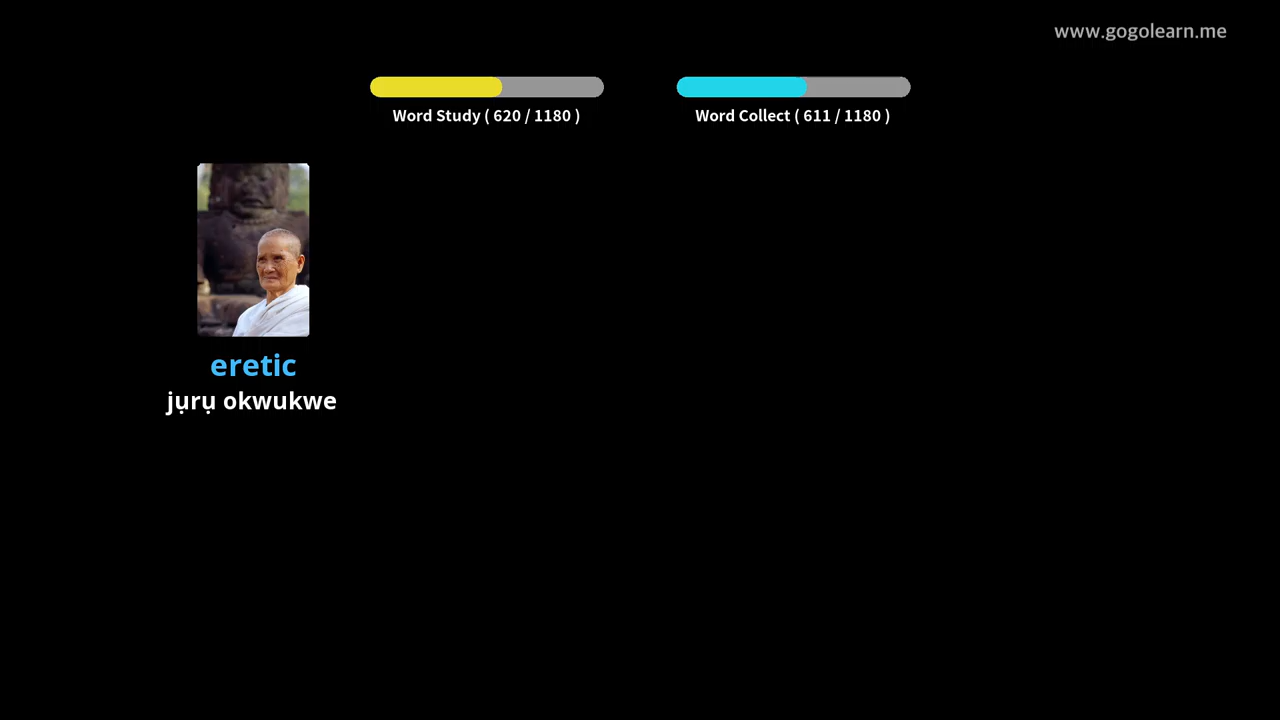 www.gogolearn.me
Word Study ( 620 / 1180 )
Word Collect ( 611 / 1180 )
eretic
jụrụ okwukwe